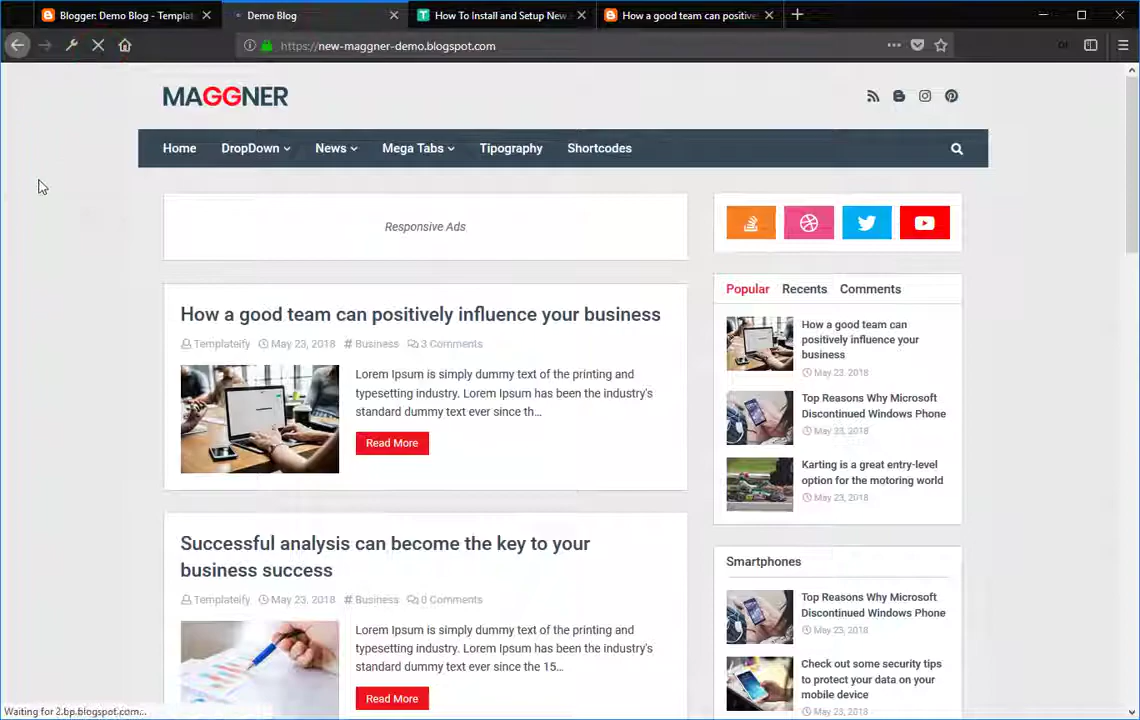 Blogger: Demo Blog - Templat
Demo Blog
How To Install and Setup New
How a good team can positive
https://new-maggner-demo.blogspot.com
MAGGNER
Home
DropDown
News
Mega Tabs
Tipography
Shortcodes
Responsive Ads
How a good team can positively influence your business
Templateify May 23, 2018 # Business 3 Comments
Lorem Ipsum is simply dummy text of the printing and
typesetting industry. Lorem Ipsum has been the industry's
standard dummy text ever since th...
Read More
Successful analysis can become the key to your
business success
Templateify May 23, 2018 # Business 0 Comments
Lorem Ipsum is simply dummy text of the printing and
typesetting industry. Lorem Ipsum has been the industry's
standard dummy text ever since the 15...
Read More
Popular Recents Comments
How a good team can
positively influence your
business
May 23, 2018
Top Reasons Why Microsoft
Discontinued Windows Phone
May 23, 2018
Karting is a great entry-level
option for the motoring world
May 23, 2018
Smartphones
Top Reasons Why Microsoft
Discontinued Windows Phone
May 23, 2018
Check out some security tips
to protect your data on your
mobile device
May 23, 2018
Waiting for 2.bp.blogspot.com...